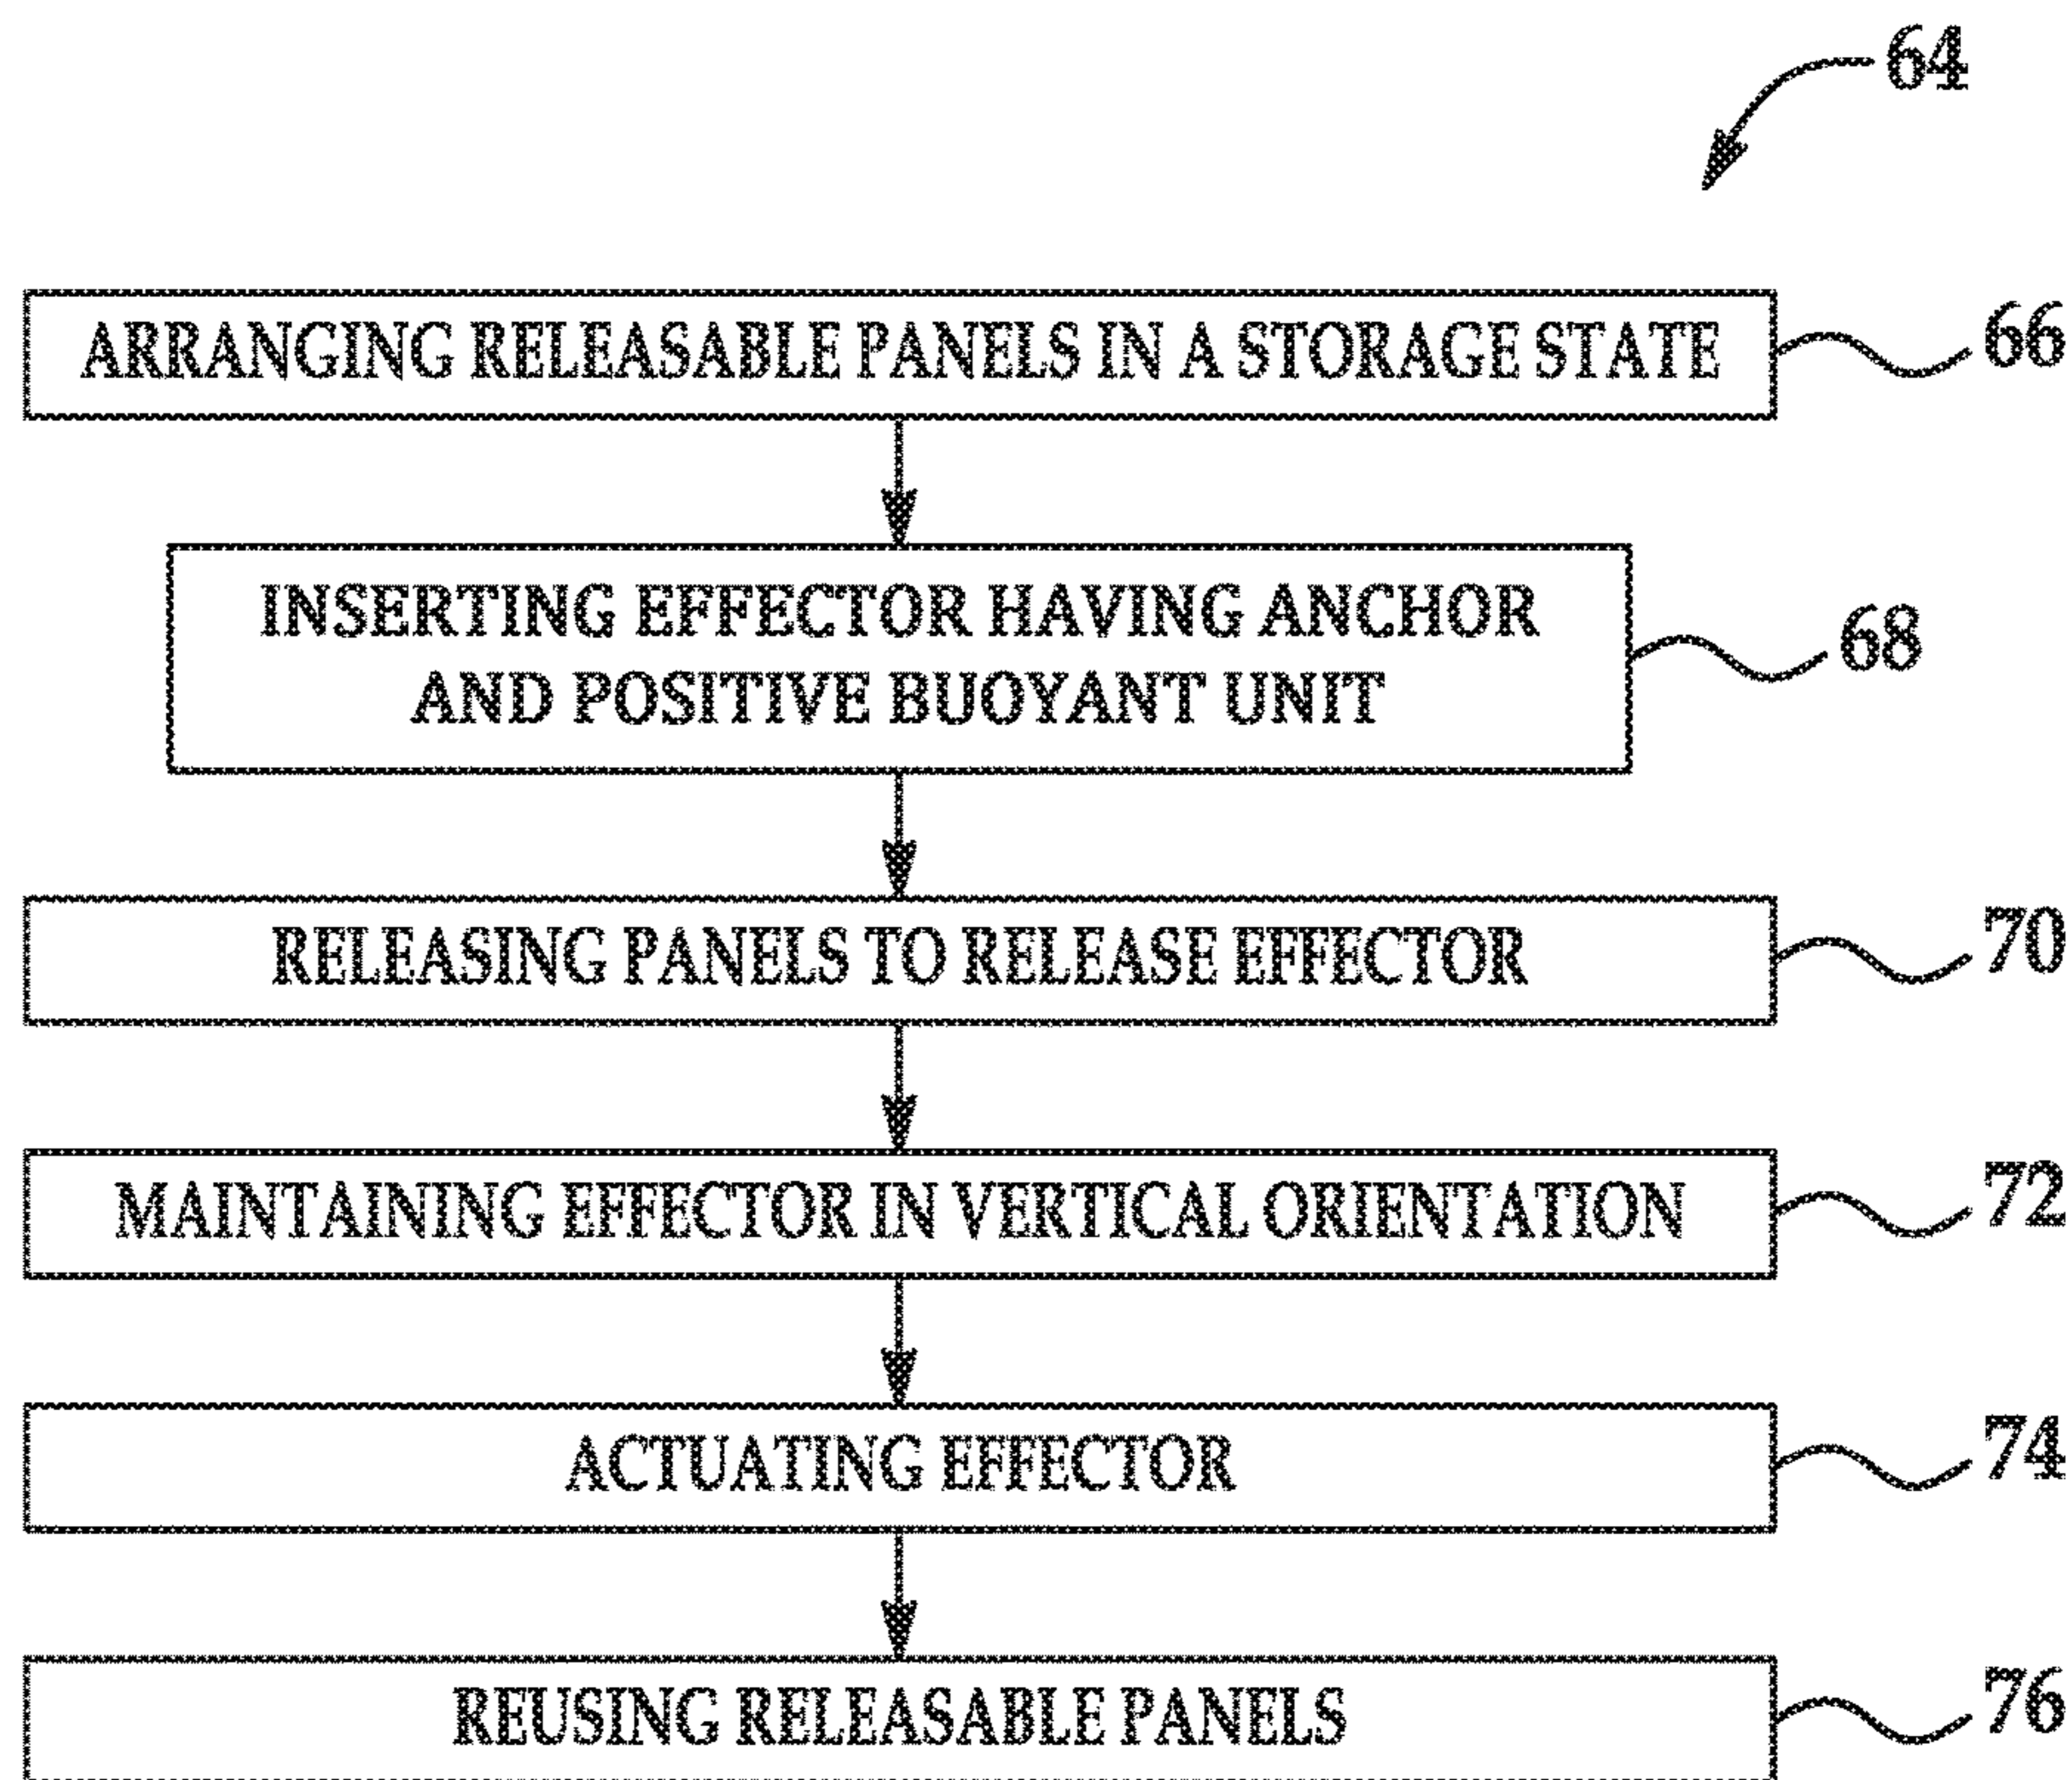 64
ARRANGING RELEASABLE PANELS IN A STORAGE STATE
66
INSERTING EFFECTOR HAVING ANCHOR
AND POSITIVE BUOYANT UNIT
68
RELEASING PANELS TO RELEASE EFFECTOR
70
MAINTAINING EFFECTOR IN VERTICAL ORIENTATION
72
ACTUATING EFFECTOR
74
REUSING RELEASABLE PANELS
76